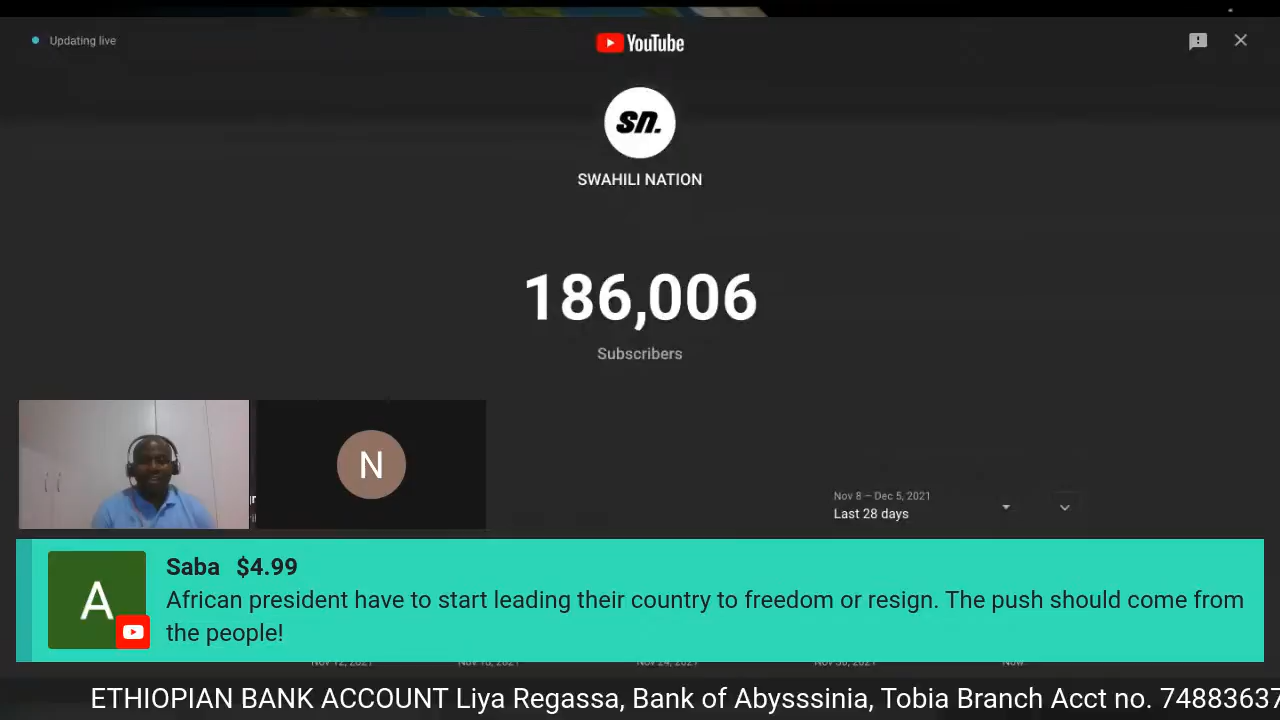 Updating live
YouTube
sn.
SWAHILI NATION
186,006
Subscribers
N
Nov 8 – Dec 5, 2021
Last 28 days
A
Saba $4.99
African president have to start leading their country to freedom or resign. The push should come from
the people!
ETHIOPIAN BANK ACCOUNT Liya Regassa, Bank of Abysssinia, Tobia Branch Acct no. 74883637